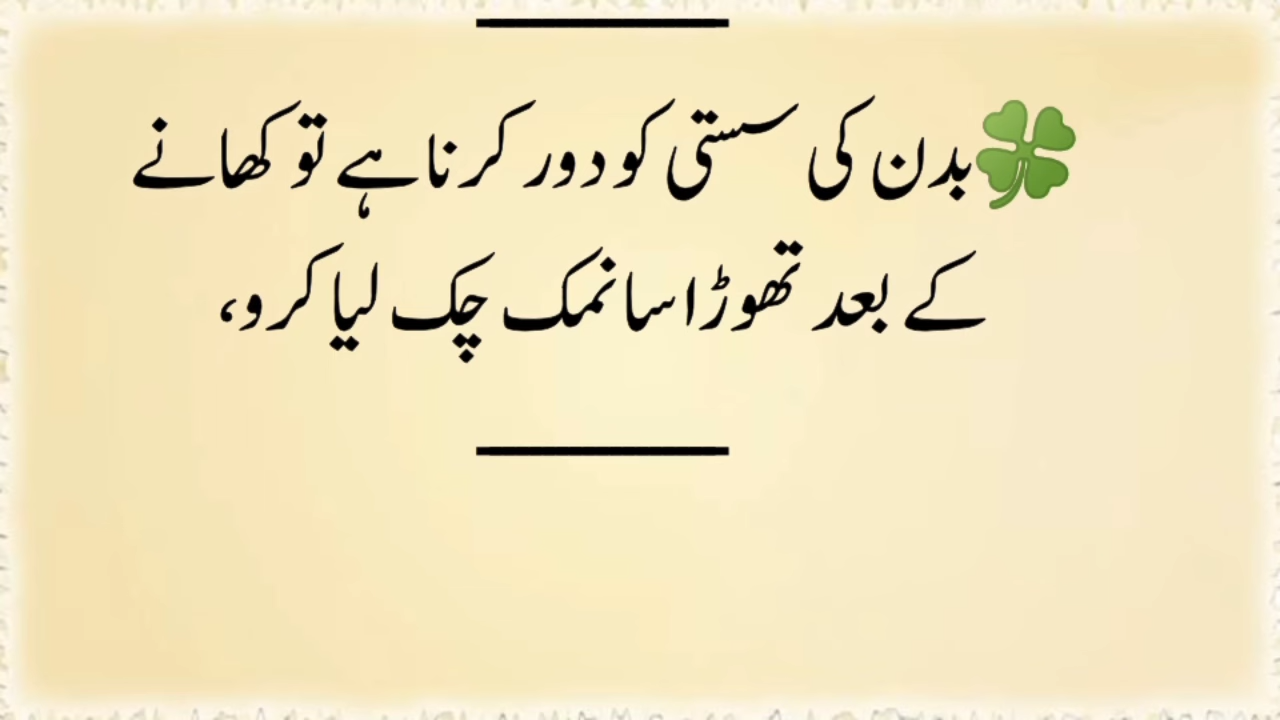 🍀بدن کی سستی کو دور کرنا ہے تو کھانے
کے بعد تھوڑا سا نمک چک لیا کرو،